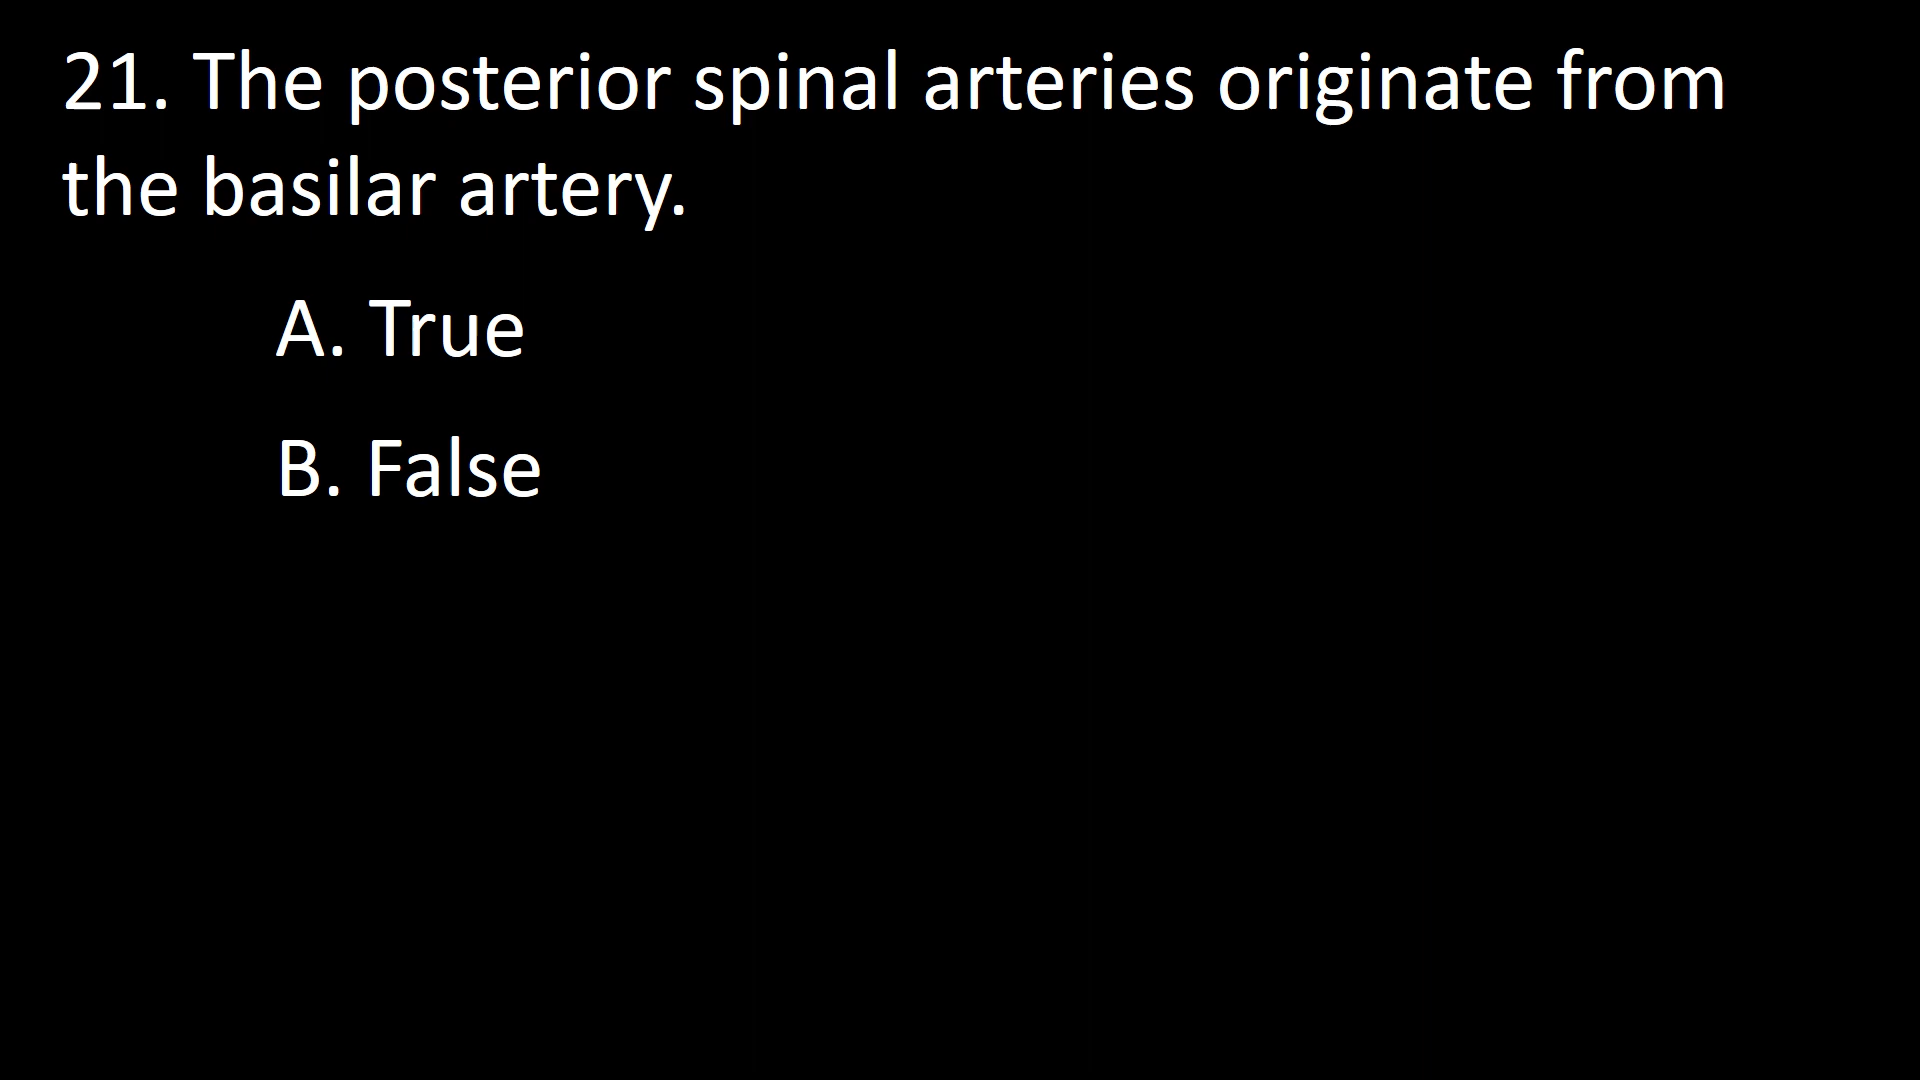 21. The posterior spinal arteries originate from
the basilar artery.
A. True
B. False